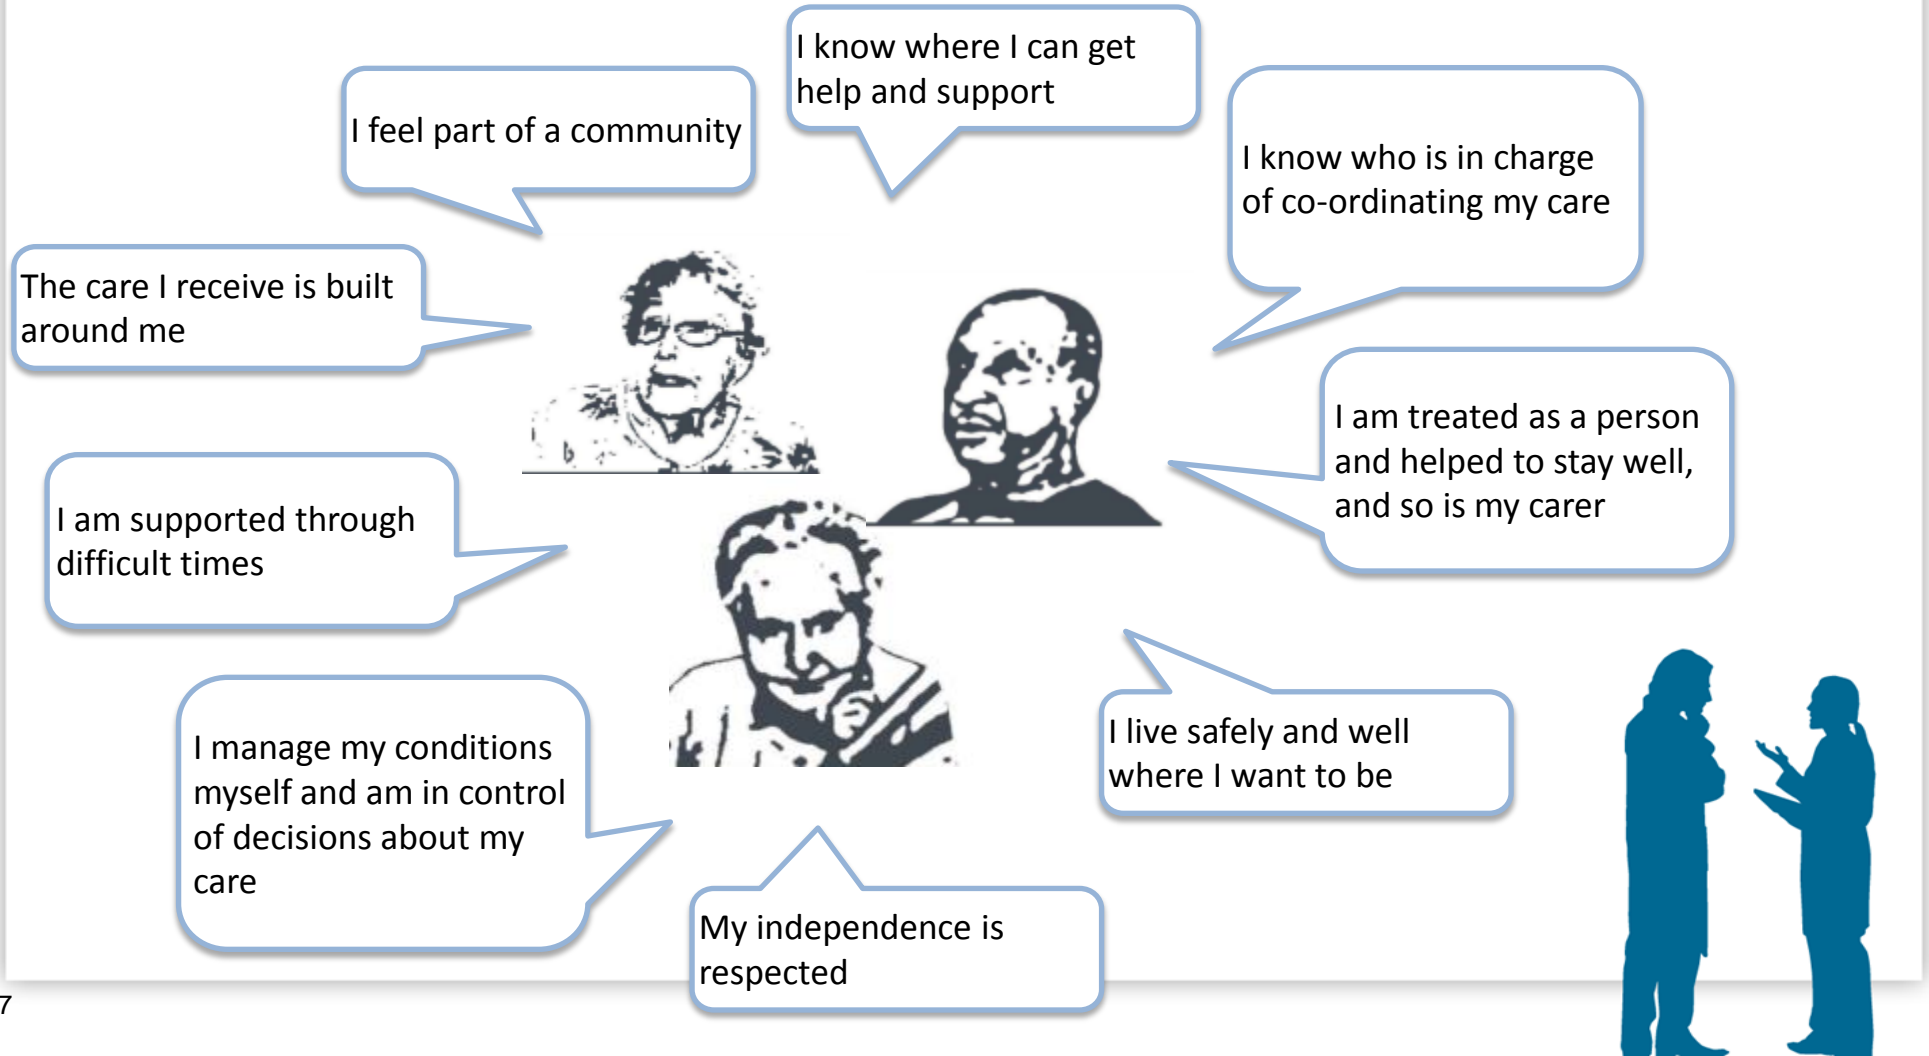 I know where I can get
help and support
I feel part of a community
I know who is in charge
of co-ordinating my care
The care I receive is built
around me
I am treated as a person
and helped to stay well,
and so is my carer
I am supported through
difficult times
I manage my conditions
myself and am in control
of decisions about my
care
I live safely and well
where I want to be
My independence is
respected
7